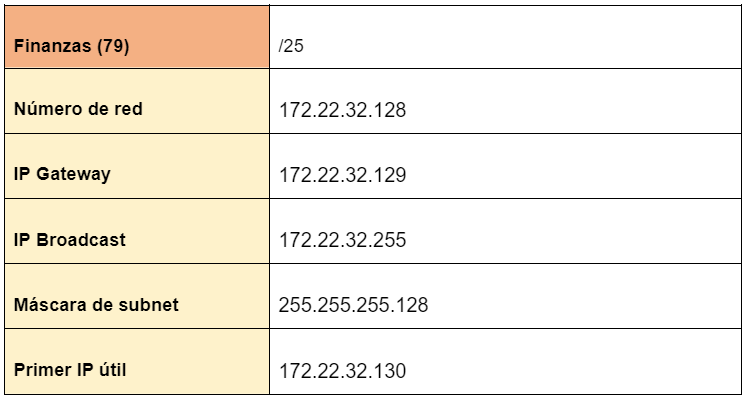 Finanzas (79) /25
Número de red 172.22.32.128
IP Gateway 172.22.32.129
IP Broadcast 172.22.32.255
Máscara de subnet 255.255.255.128
Primer IP útil 172.22.32.130